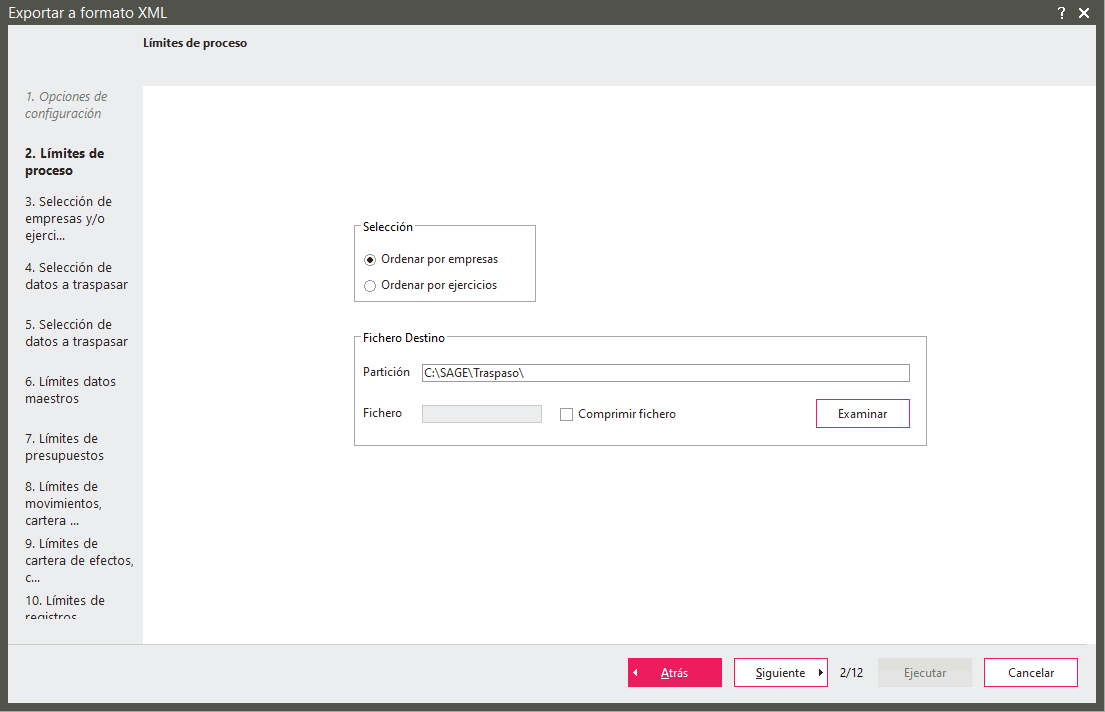 Exportar a formato XML
? ×
Límites de proceso
1. Opciones de
configuración
2. Límites de
proceso
3. Selección de
empresas y/o
ejerci...
4. Selección de
datos a traspasar
5. Selección de
datos a traspasar
6. Límites datos
maestros
7. Límites de
presupuestos
8. Límites de
movimientos,
cartera ...
9. Límites de
cartera de efectos,
c...
10. Límites de
registros
Selección
Ordenar por empresas
Ordenar por ejercicios
Fichero Destino
Partición C:\SAGE\Traspaso\
Fichero Comprimir fichero Examinar
Atrás Siguiente 2/12 Ejecutar Cancelar